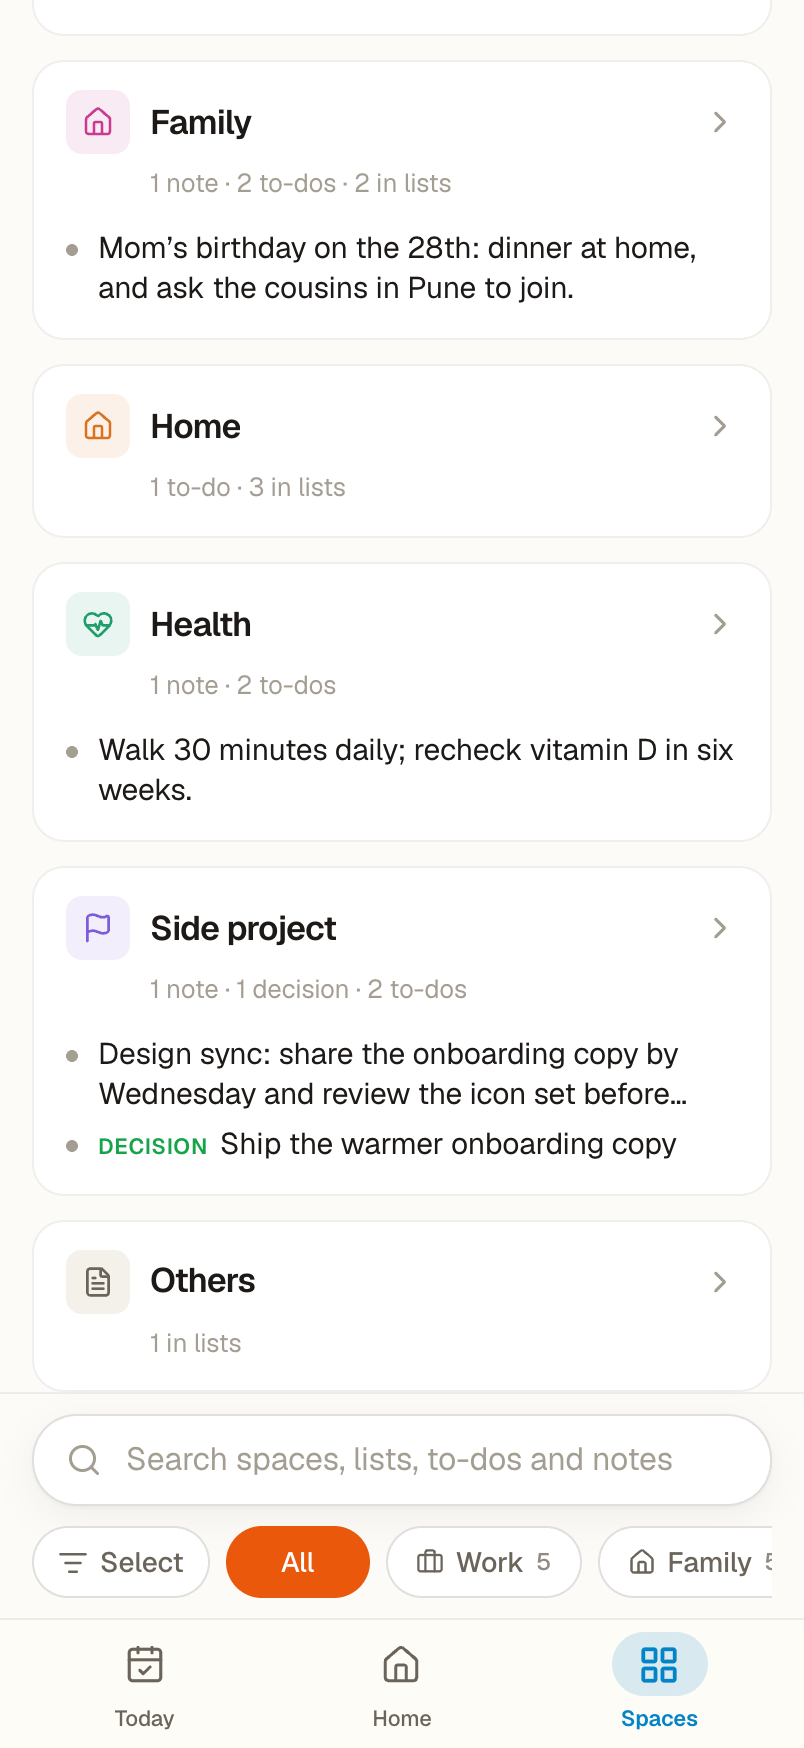 Family
1 note · 2 to-dos · 2 in lists
Mom’s birthday on the 28th: dinner at home,
and ask the cousins in Pune to join.
Home
1 to-do · 3 in lists
Health
1 note · 2 to-dos
Walk 30 minutes daily; recheck vitamin D in six
weeks.
Side project
1 note · 1 decision · 2 to-dos
Design sync: share the onboarding copy by
Wednesday and review the icon set before…
DECISION Ship the warmer onboarding copy
Others
1 in lists
Search spaces, lists, to-dos and notes
Select All Work 5 Family 5
Today Home Spaces